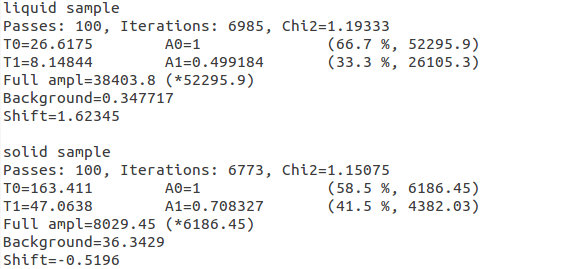 liquid sample
Passes: 100, Iterations: 6985, Chi2=1.19333
T0=26.6175 A0=1 (66.7 %, 52295.9)
T1=8.14844 A1=0.499184 (33.3 %, 26105.3)
Full ampl=38403.8 (*52295.9)
Background=0.347717
Shift=1.62345

solid sample
Passes: 100, Iterations: 6773, Chi2=1.15075
T0=163.411 A0=1 (58.5 %, 6186.45)
T1=47.0638 A1=0.708327 (41.5 %, 4382.03)
Full ampl=8029.45 (*6186.45)
Background=36.3429
Shift=-0.5196